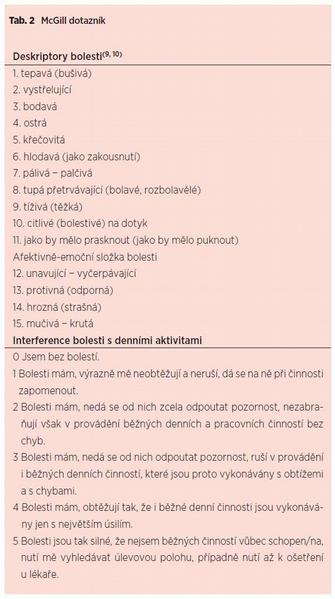 Tab. 2 McGill dotazník
Deskriptory bolesti(9, 10)
1. tepavá (bušivá)
2. vystřelující
3. bodavá
4. ostrá
5. křečovitá
6. hlodavá (jako zakousnutí)
7. pálivá – palčivá
8. tupá přetrvávající (bolavé, rozbolavělé)
9. tíživá (těžká)
10. citlivé (bolestivé) na dotyk
11. jako by mělo prasknout (jako by mělo puknout)
Afektivně-emoční složka bolesti
12. unavující – vyčerpávající
13. protivná (odporná)
14. hrozná (strašná)
15. mučivá – krutá
Interference bolesti s denními aktivitami
0 Jsem bez bolestí.
1 Bolesti mám, výrazně mě neobtěžují a neruší, dá se na ně při činnosti
zapomenout.
2 Bolesti mám, nedá se od nich zcela odpoutat pozornost, nezabra-
ňují však v provádění běžných denních a pracovních činností bez
chyb.
3 Bolesti mám, nedá se od nich odpoutat pozornost, ruší v provádění
i běžných denních činností, které jsou proto vykonávány s obtížemi
a s chybami.
4 Bolesti mám, obtěžují tak, že i běžné denní činnosti jsou vykonává-
ny jen s největším úsilím.
5 Bolesti jsou tak silné, že nejsem běžných činností vůbec schopen/na,
nutí mě vyhledávat úlevovou polohu, případně nutí až k ošetření
u lékaře.